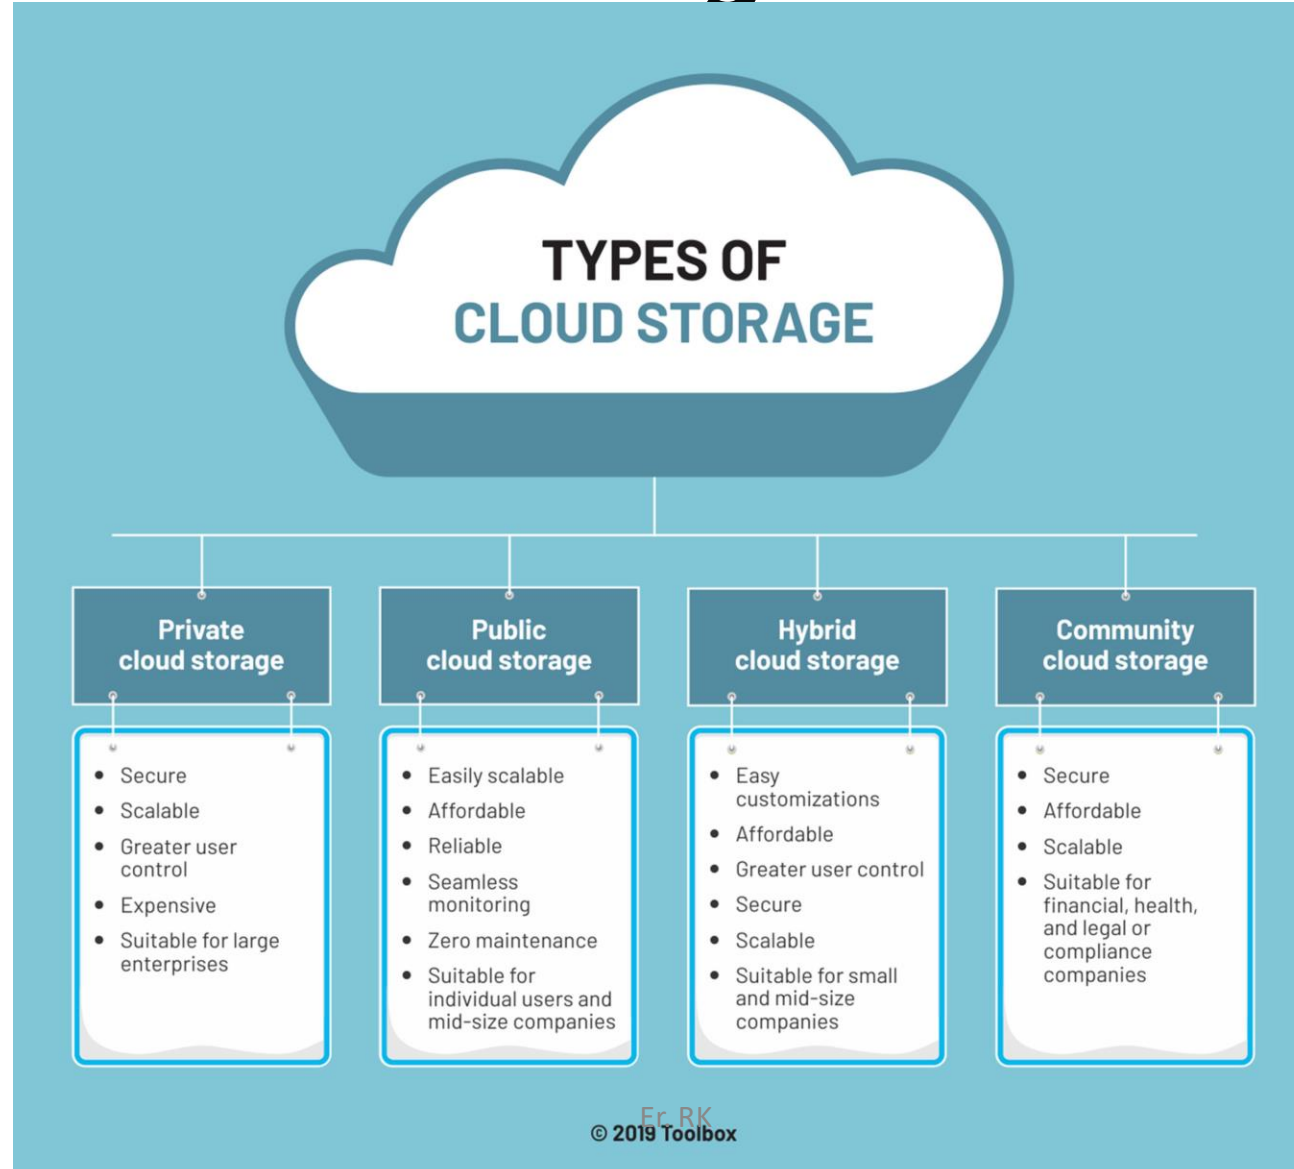 TYPES OF
CLOUD STORAGE
Private
cloud storage
Public
cloud storage
Hybrid
cloud storage
Community
cloud storage
• Secure
• Scalable
• Greater user
control
• Expensive
• Suitable for large
enterprises
• Easily scalable
• Affordable
• Reliable
• Seamless
monitoring
• Zero maintenance
• Suitable for
individual users and
mid-size companies
• Easy
customizations
• Affordable
• Greater user control
• Secure
• Scalable
• Suitable for small
and mid-size
companies
• Secure
• Affordable
• Scalable
• Suitable for
financial, health,
and legal or
compliance
companies
Er. RK
© 2019 Toolbox